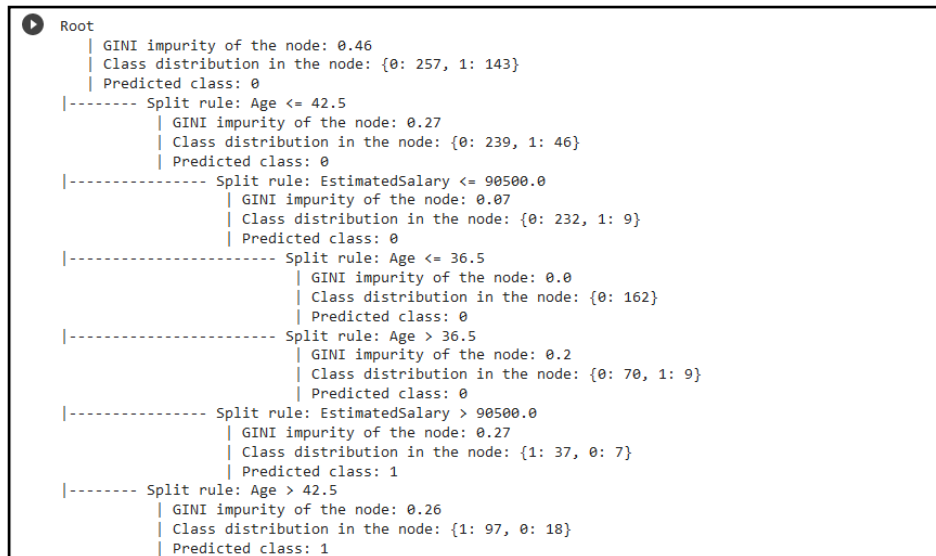 Root
| GINI impurity of the node: 0.46
| Class distribution in the node: {0: 257, 1: 143}
| Predicted class: 0
|-------- Split rule: Age <= 42.5
| GINI impurity of the node: 0.27
| Class distribution in the node: {0: 239, 1: 46}
| Predicted class: 0
|---------------- Split rule: EstimatedSalary <= 90500.0
| GINI impurity of the node: 0.07
| Class distribution in the node: {0: 232, 1: 9}
| Predicted class: 0
|------------------------ Split rule: Age <= 36.5
| GINI impurity of the node: 0.0
| Class distribution in the node: {0: 162}
| Predicted class: 0
|------------------------ Split rule: Age > 36.5
| GINI impurity of the node: 0.2
| Class distribution in the node: {0: 70, 1: 9}
| Predicted class: 0
|---------------- Split rule: EstimatedSalary > 90500.0
| GINI impurity of the node: 0.27
| Class distribution in the node: {1: 37, 0: 7}
| Predicted class: 1
|-------- Split rule: Age > 42.5
| GINI impurity of the node: 0.26
| Class distribution in the node: {1: 97, 0: 18}
| Predicted class: 1